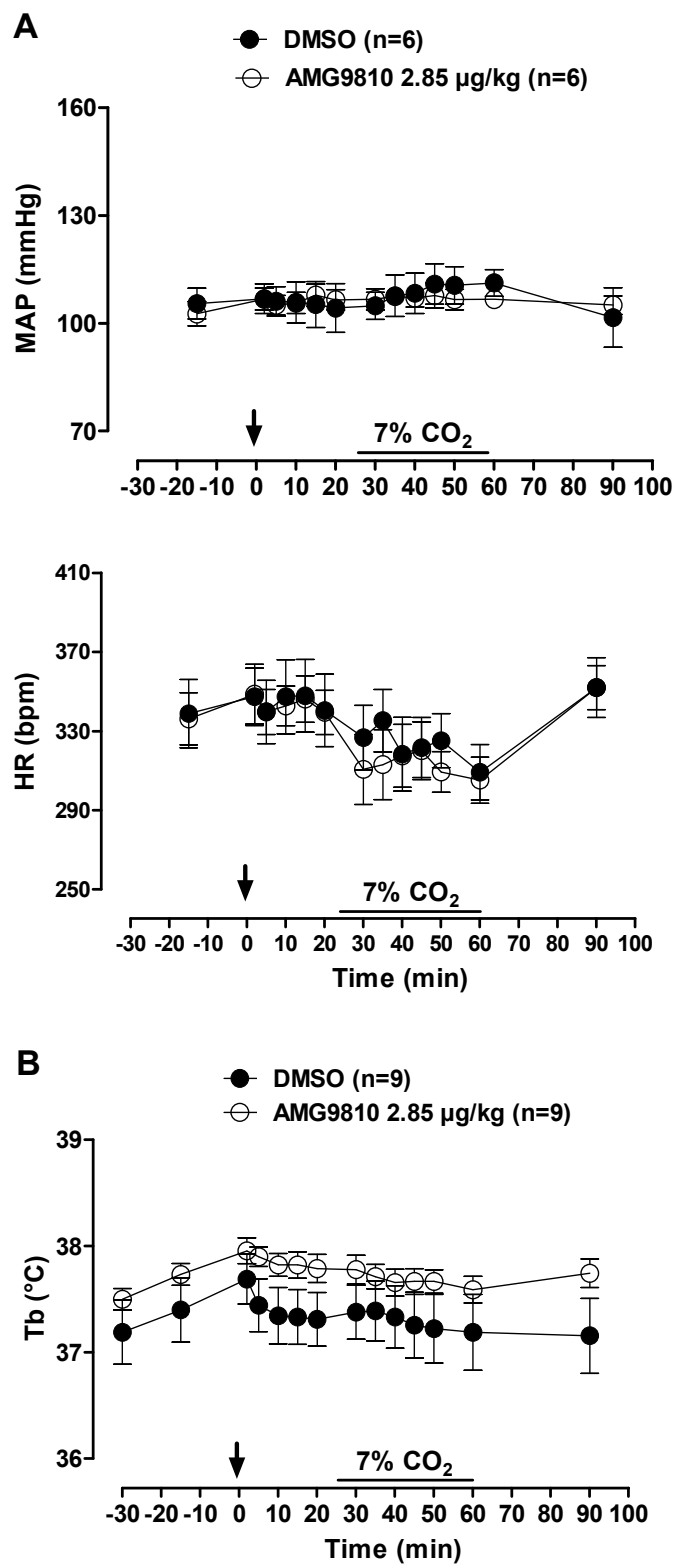 A
DMSO (n=6)
AMG9810 2.85 µg/kg (n=6)
160
130
100
70
MAP (mmHg)
7% CO₂
-30 -20 -10 0 10 20 30 40 50 60 70 80 90 100
410
370
330
290
250
HR (bpm)
7% CO₂
-30 -20 -10 0 10 20 30 40 50 60 70 80 90 100
Time (min)
B
DMSO (n=9)
AMG9810 2.85 µg/kg (n=9)
39
38
37
36
Tb (°C)
7% CO₂
-30 -20 -10 0 10 20 30 40 50 60 70 80 90 100
Time (min)